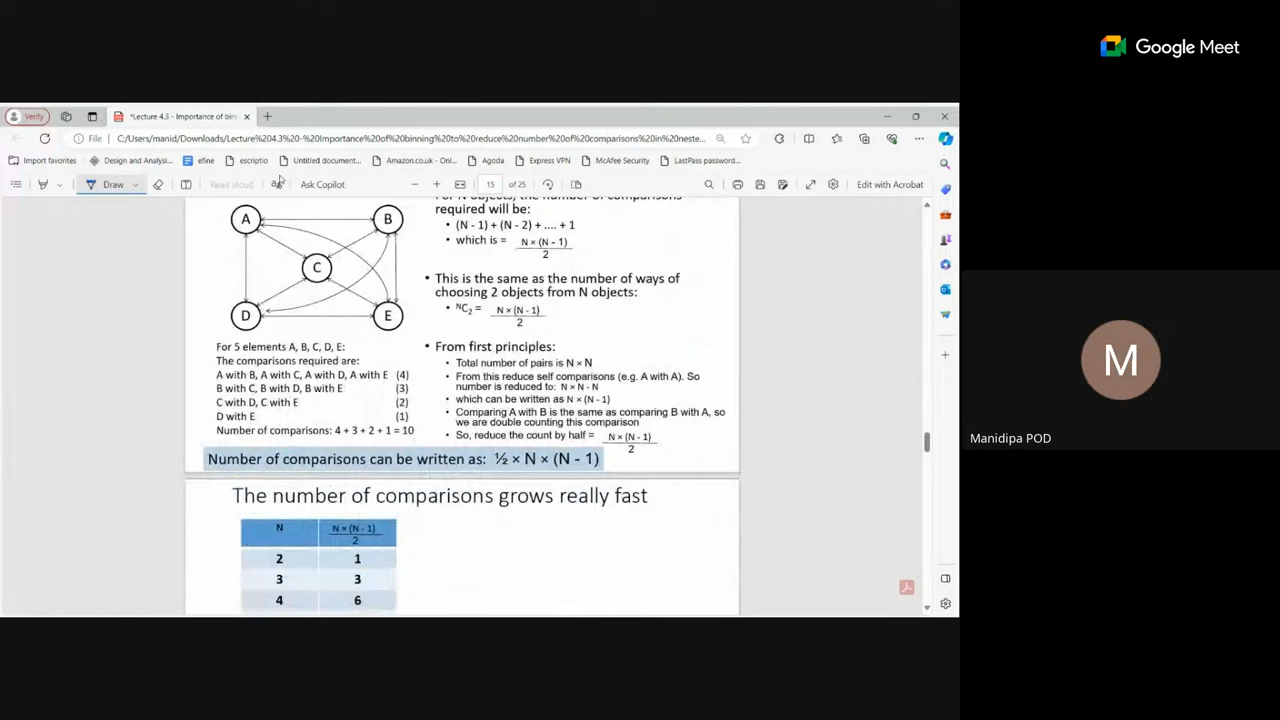 Google Meet
Verify
*Lecture 4.3 - Importance of bin
File
C:/Users/manid/Downloads/Lecture%204.3%20-%20Importance%20of%20binning%20to%20reduce%20number%20of%20comparisons%20in%20neste...
Import favorites
Design and Analysi...
efine
escriptio
Untitled document...
Amazon.co.uk - Onl...
Agoda
Express VPN
McAfee Security
LastPass password...
Draw
Read aloud
Ask Copilot
15
of 25
Edit with Acrobat
A
B
C
D
E
For 5 elements A, B, C, D, E:
The comparisons required are:
A with B, A with C, A with D, A with E (4)
B with C, B with D, B with E (3)
C with D, C with E (2)
D with E (1)
Number of comparisons: 4 + 3 + 2 + 1 = 10
For N objects, the number of comparisons
required will be:
• (N - 1) + (N - 2) + .... + 1
• which is = N × (N – 1)
2
• This is the same as the number of ways of
choosing 2 objects from N objects:
• ᴺC₂ = N × (N - 1)
2
• From first principles:
• Total number of pairs is N × N
• From this reduce self comparisons (e.g. A with A). So
number is reduced to: N × N - N
• which can be written as N × (N - 1)
• Comparing A with B is the same as comparing B with A, so
we are double counting this comparison
• So, reduce the count by half = N × (N - 1)
2
Number of comparisons can be written as: ½ × N × (N - 1)
The number of comparisons grows really fast
N N × (N - 1)
2
2 1
3 3
4 6
M
Manidipa POD